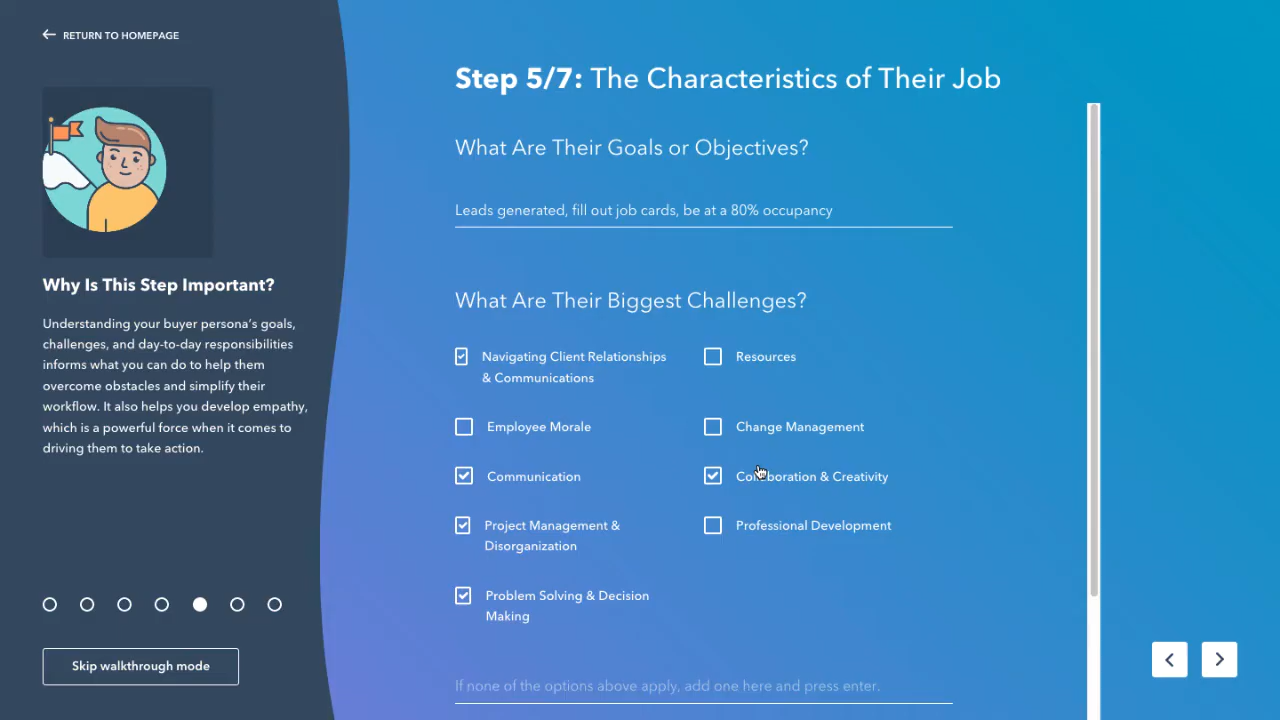 RETURN TO HOMEPAGE
Why Is This Step Important?
Understanding your buyer persona's goals,
challenges, and day-to-day responsibilities
informs what you can do to help them
overcome obstacles and simplify their
workflow. It also helps you develop empathy,
which is a powerful force when it comes to
driving them to take action.
Skip walkthrough mode
Step 5/7: The Characteristics of Their Job
What Are Their Goals or Objectives?
Leads generated, fill out job cards, be at a 80% occupancy
What Are Their Biggest Challenges?
Navigating Client Relationships
& Communications
Resources
Employee Morale
Change Management
Communication
Collaboration & Creativity
Project Management &
Disorganization
Professional Development
Problem Solving & Decision
Making
If none of the options above apply, add one here and press enter.